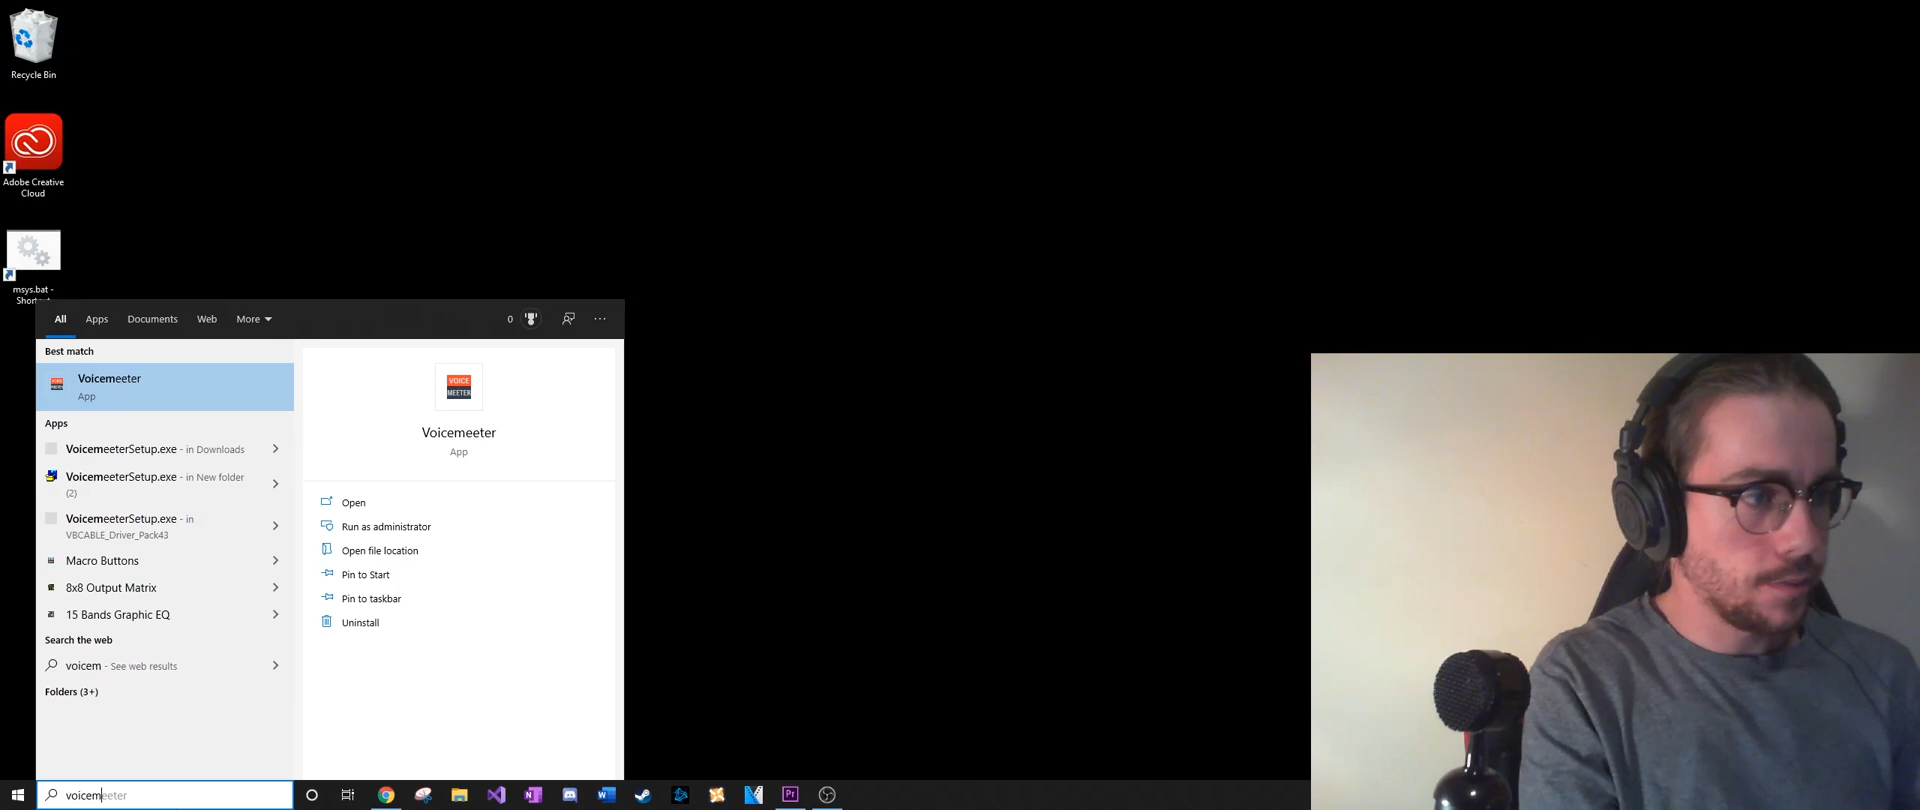 Recycle Bin
Adobe Creative
Cloud
msys.bat -
All
Apps
Documents
Web
More
0
Best match
Voicemeeter
App
Apps
VoicemeeterSetup.exe - in Downloads
VoicemeeterSetup.exe - in New folder
(2)
VoicemeeterSetup.exe - in
VBCABLE_Driver_Pack43
Macro Buttons
8x8 Output Matrix
15 Bands Graphic EQ
Search the web
voicem - See web results
Folders (3+)
VOICE
MEETER
Voicemeeter
App
Open
Run as administrator
Open file location
Pin to Start
Pin to taskbar
Uninstall
voicemeeter
Pr